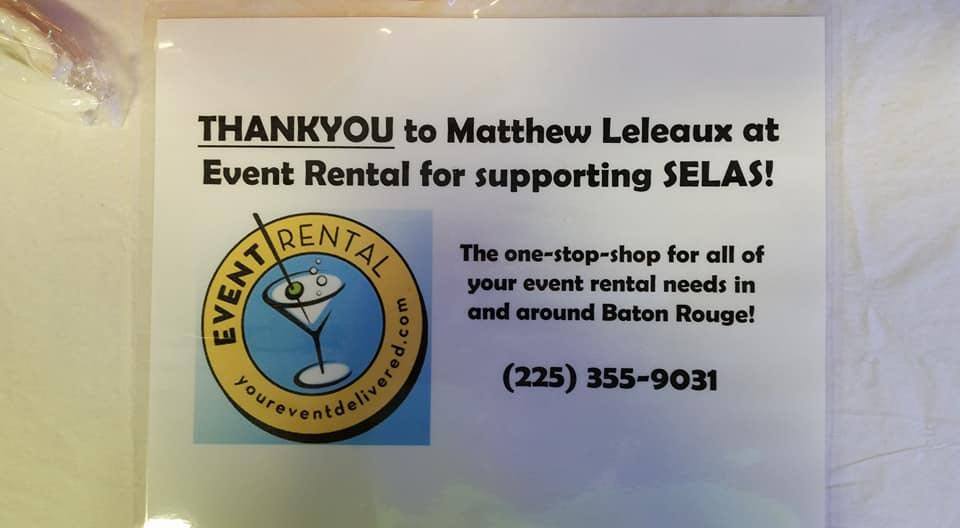 THANKYOU to Matthew Leleaux at
Event Rental for supporting SELAS!
EVENT RENTAL
youreventdelivered.com
The one-stop-shop for all of
your event rental needs in
and around Baton Rouge!
(225) 355-9031